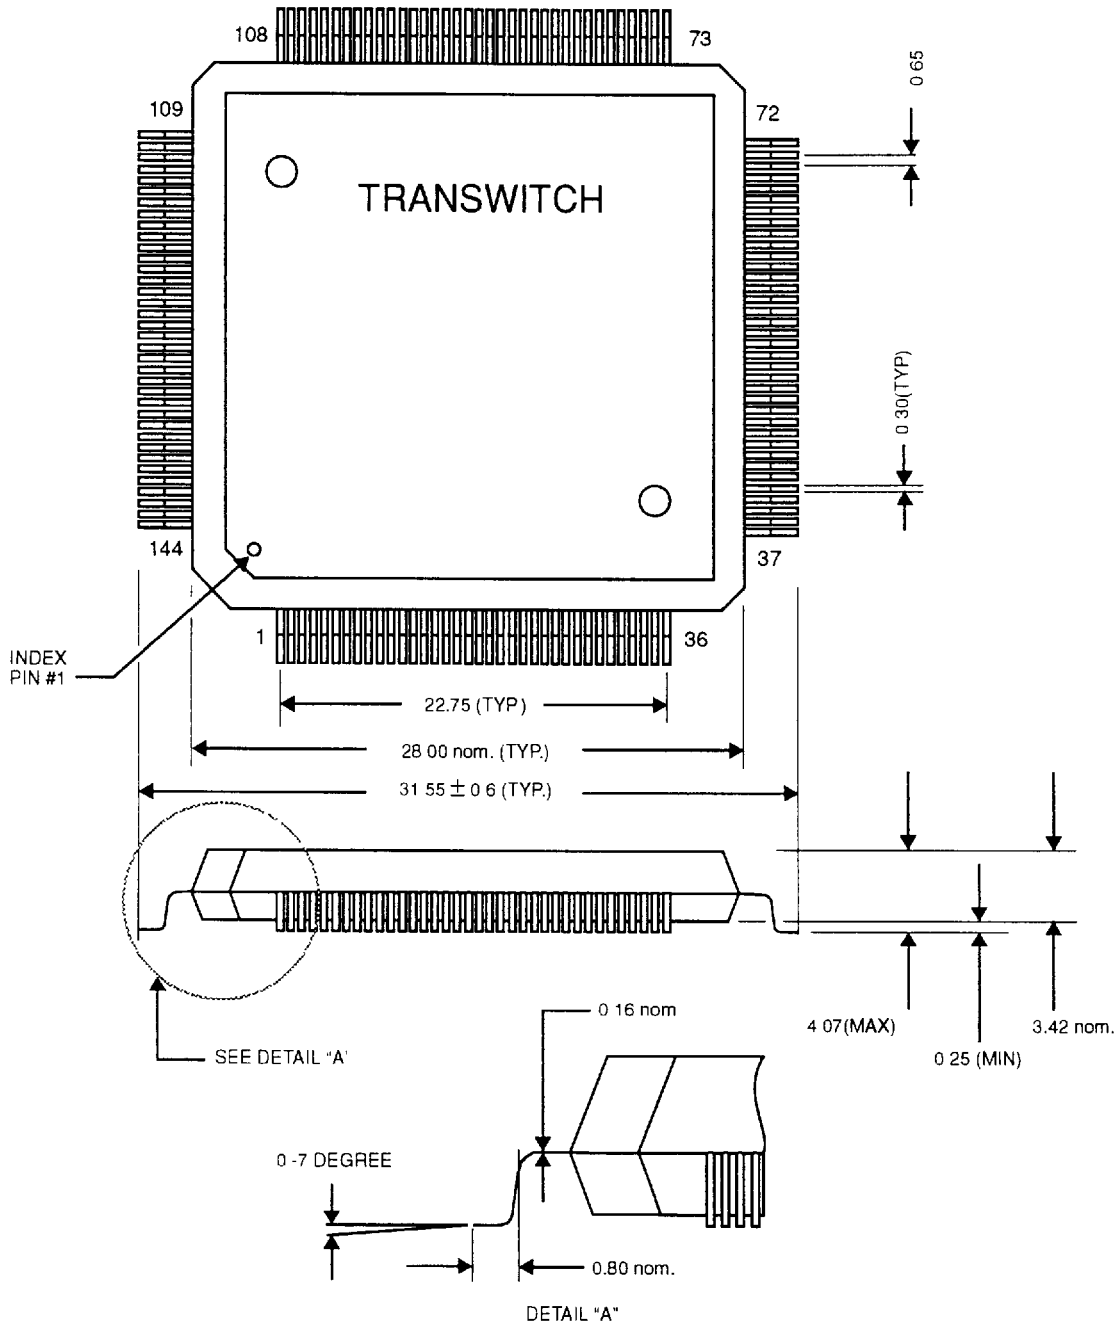 108
73
0 65
109
72
TRANSWITCH
0 30(TYP)
144
37
1
36
INDEX
PIN #1
22.75 (TYP)
28 00 nom. (TYP.)
31 55 ± 0 6 (TYP.)
4 07(MAX)
3.42 nom.
0 25 (MIN)
SEE DETAIL "A'
0 16 nom
0 -7 DEGREE
0.80 nom.
DETAIL "A"